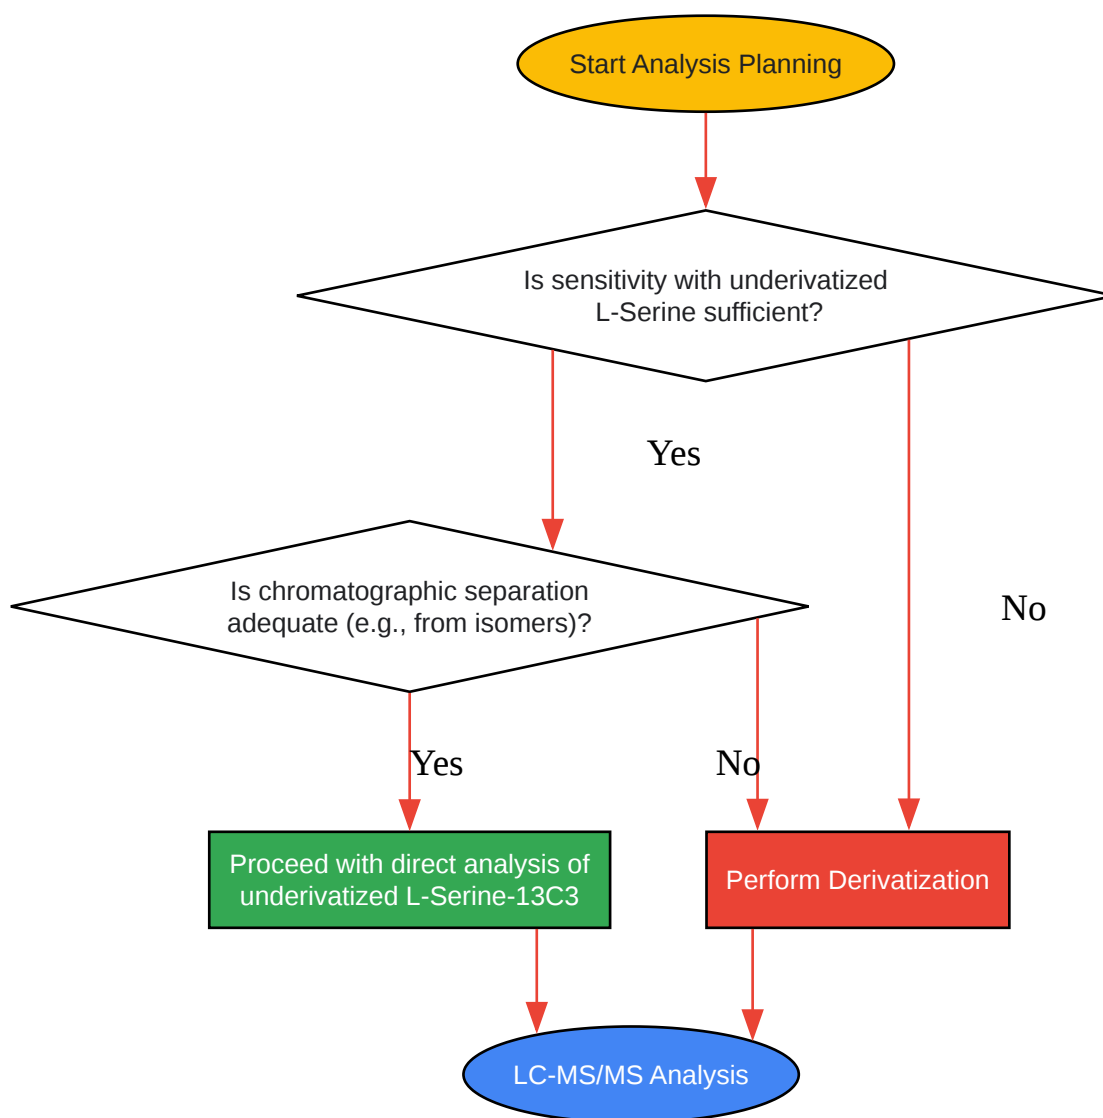 Start Analysis Planning
Is sensitivity with underivatized
L-Serine sufficient?
Yes
No
Is chromatographic separation
adequate (e.g., from isomers)?
Yes
No
Proceed with direct analysis of
underivatized L-Serine-13C3
Perform Derivatization
LC-MS/MS Analysis